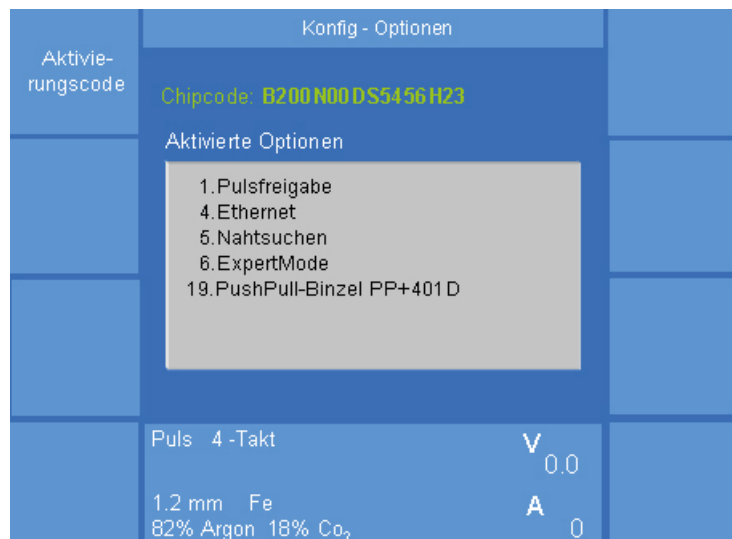 Konfig - Optionen
Aktivie-
rungscode
Chipcode: B200N00DS5456H23
Aktivierte Optionen
1. Pulsfreigabe
4. Ethernet
5. Nahtsuchen
6. ExpertMode
19. PushPull-Binzel PP+401D
Puls 4 -Takt
V
0.0
1.2 mm Fe
A
82% Argon 18% Co₂
0